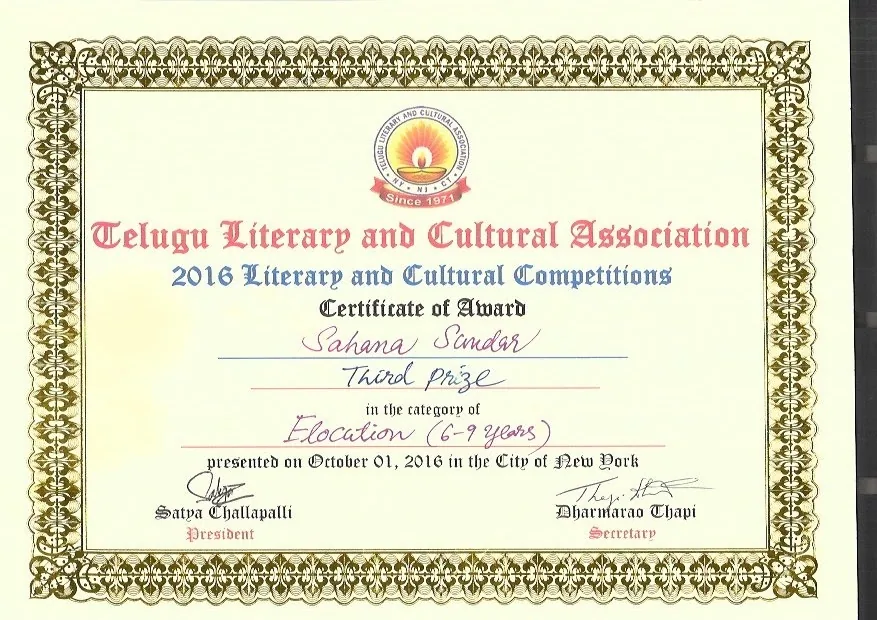 TELUGU LITERARY AND CULTURAL ASSOCIATION
• NY • NJ • CT •
Since 1971
Telugu Literary and Cultural Association
2016 Literary and Cultural Competitions
Certificate of Award
Sahana Sundar
Third Prize
in the category of
Elocution (6-9 years)
presented on October 01, 2016 in the City of New York
Satya Challapalli
Dharmarao Thapi
President
Secretary